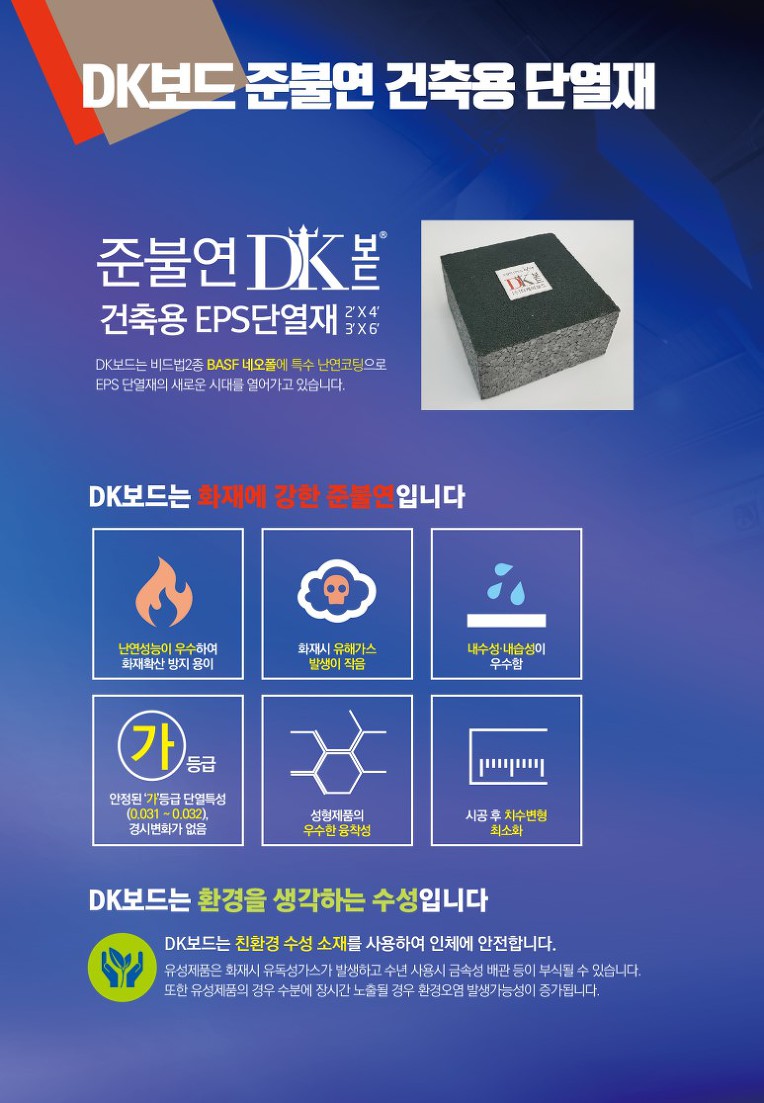 DK보드 준불연 건축용 단열재
준불연 DK보드®
건축용 EPS단열재 2' X 4' 3' X 6'
DK보드는 비드법2종 BASF 네오폴에 특수 난연코팅으로
EPS 단열재의 새로운 시대를 열어가고 있습니다.
DK보드
DK보드는 화재에 강한 준불연입니다
난연성능이 우수하여
화재확산 방지 용이
화재시 유해가스
발생이 작음
내수성·내습성이
우수함
가 등급
안정된 '가'등급 단열특성
(0.031 ~ 0.032),
경시변화가 없음
성형제품의
우수한 융착성
시공 후 치수변형
최소화
DK보드는 환경을 생각하는 수성입니다
DK보드는 친환경 수성 소재를 사용하여 인체에 안전합니다.
유성제품은 화재시 유독성가스가 발생하고 수년 사용시 금속성 배관 등이 부식될 수 있습니다.
또한 유성제품의 경우 수분에 장시간 노출될 경우 환경오염 발생가능성이 증가됩니다.